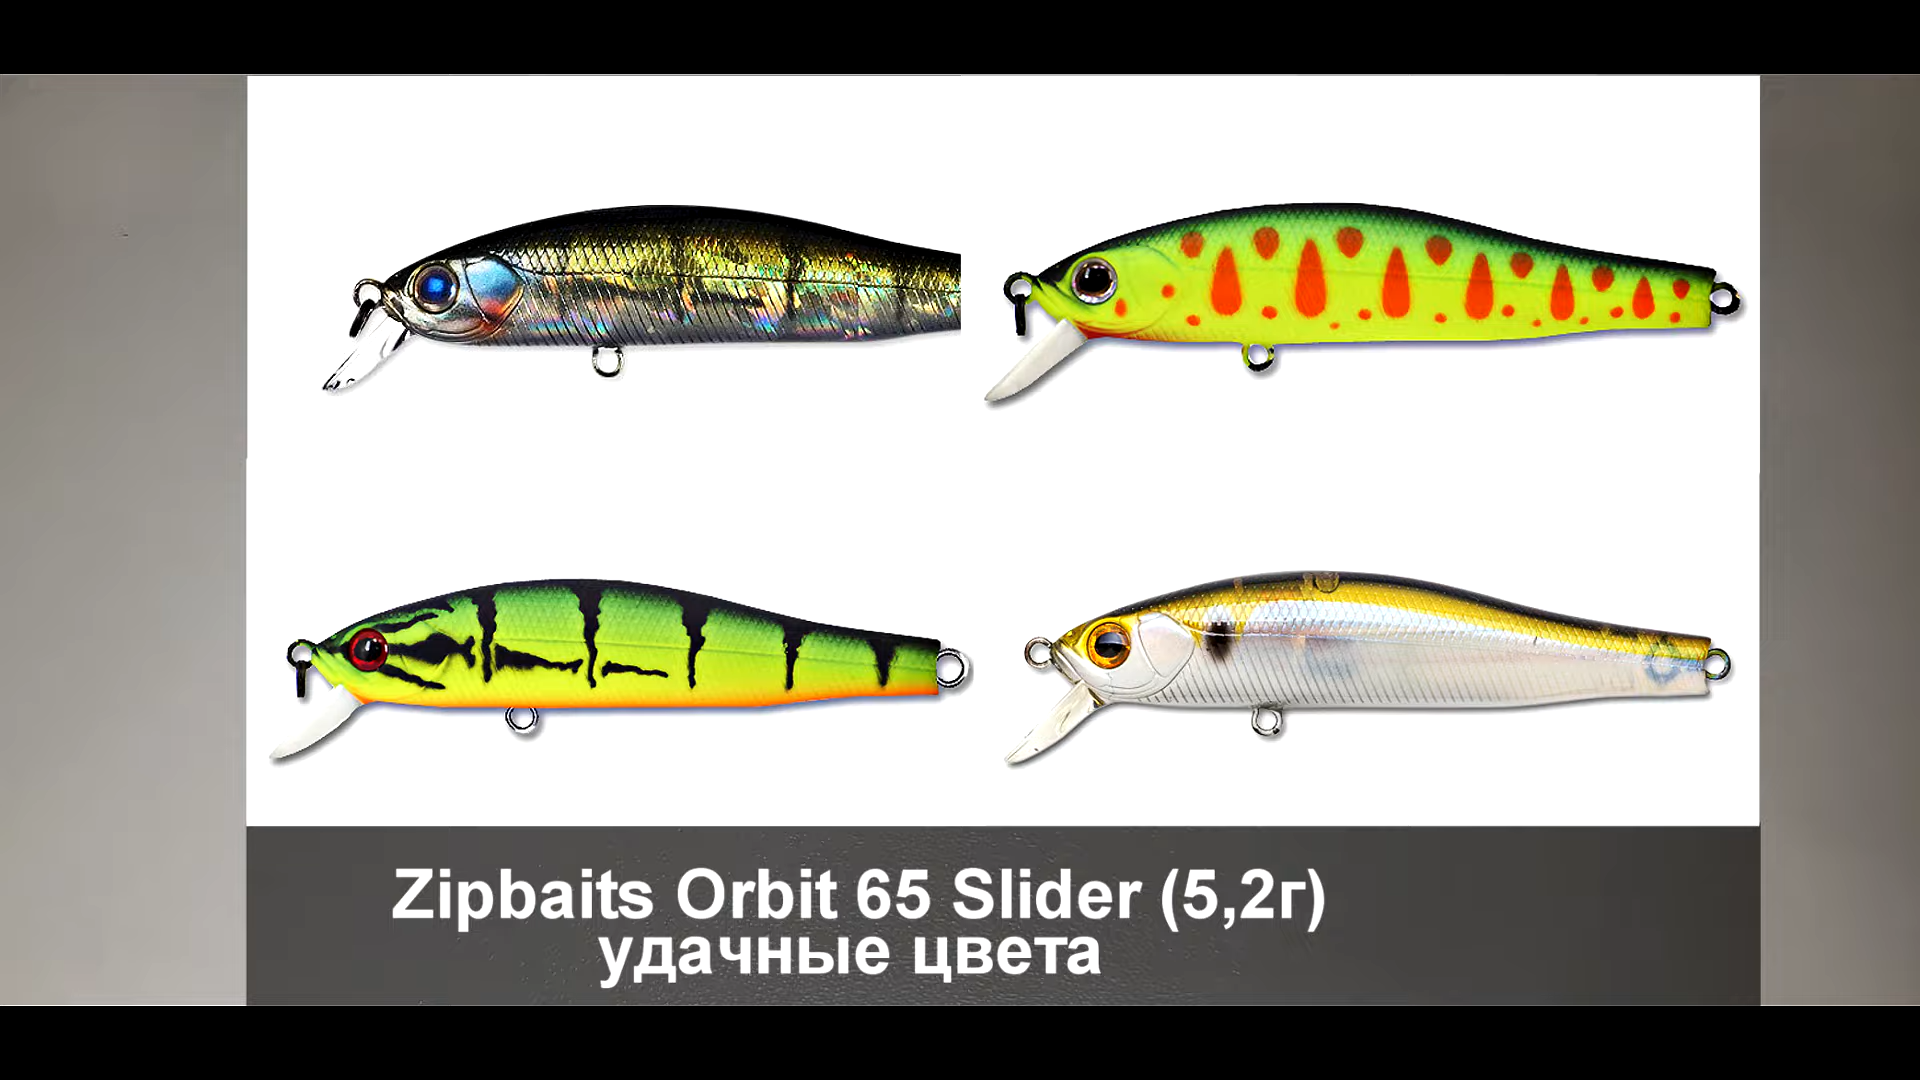 Zipbaits Orbit 65 Slider (5,2г)
удачные цвета